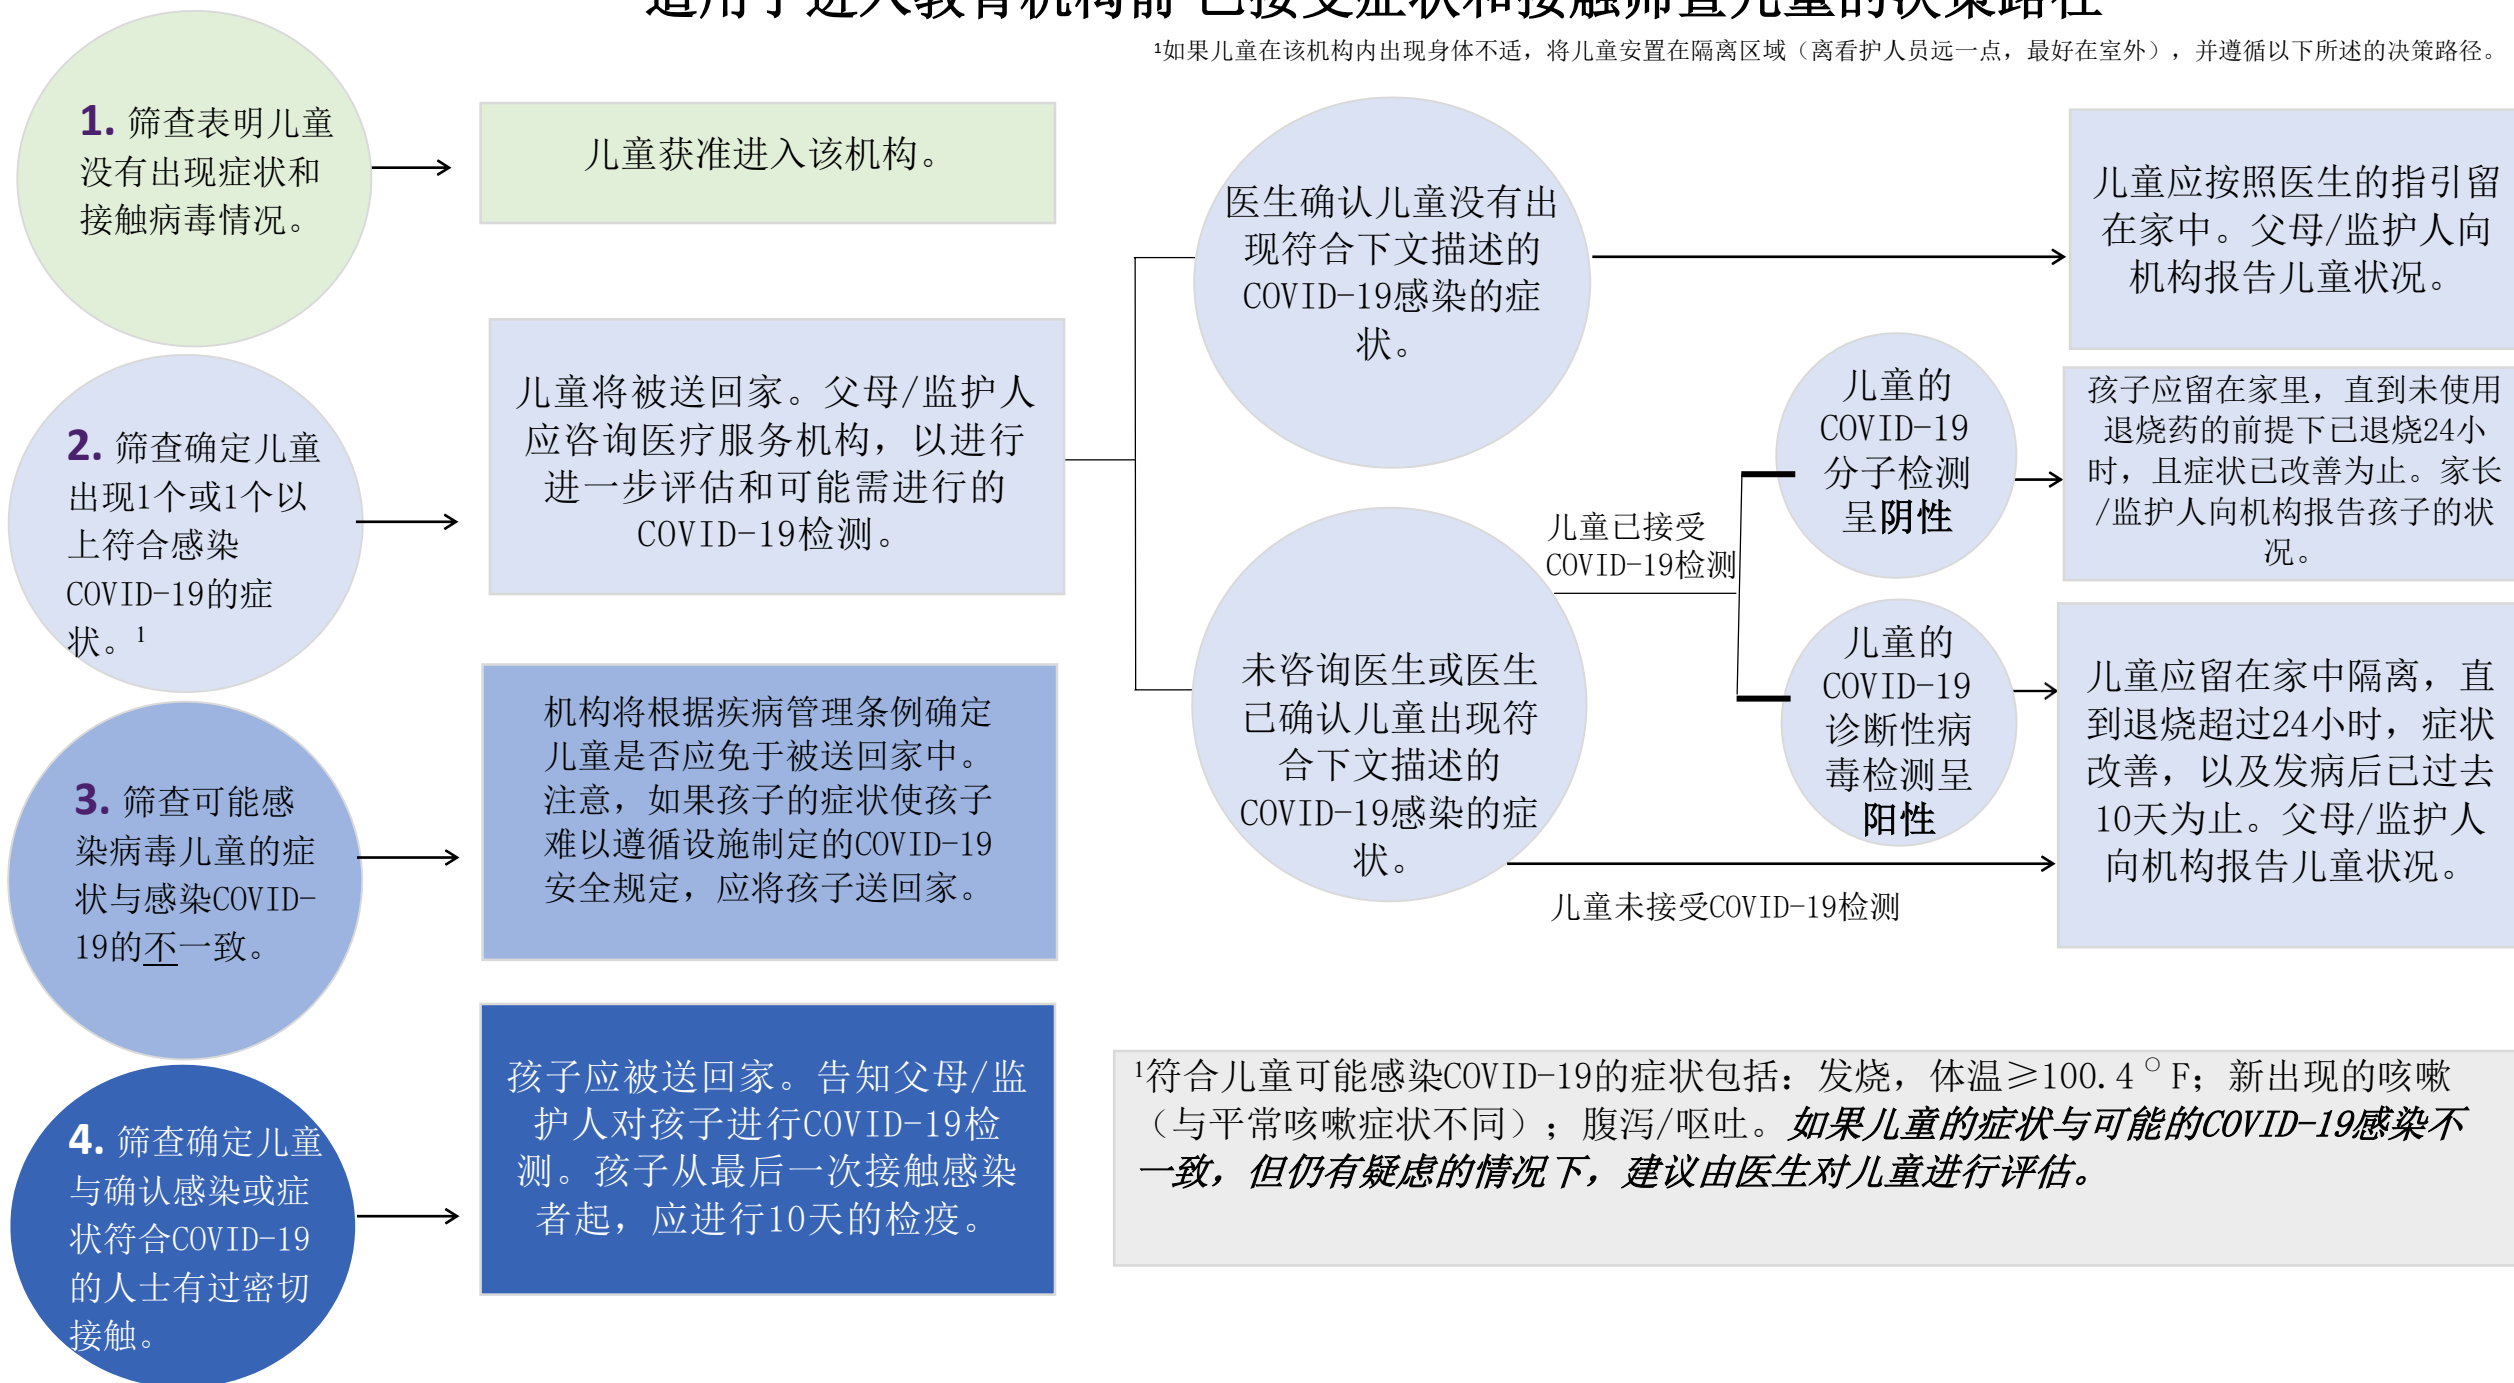 适用于进入教育机构前 已接受症状和接触筛查儿童的决策路径
¹如果儿童在该机构内出现身体不适，将儿童安置在隔离区域（离看护人员远一点，最好在室外），并遵循以下所述的决策路径。
1. 筛查表明儿童
没有出现症状和
接触病毒情况。
儿童获准进入该机构。
2. 筛查确定儿童
出现1个或1个以
上符合感染
COVID-19的症
状。¹
儿童将被送回家。父母/监护人
应咨询医疗服务机构，以进行
进一步评估和可能需进行的
COVID-19检测。
医生确认儿童没有出
现符合下文描述的
COVID-19感染的症
状。
儿童应按照医生的指引留
在家中。父母/监护人向
机构报告儿童状况。
未咨询医生或医生
已确认儿童出现符
合下文描述的
COVID-19感染的症
状。
儿童已接受
COVID-19检测
儿童的
COVID-19
分子检测
呈阴性
孩子应留在家里，直到未使用
退烧药的前提下已退烧24小
时，且症状已改善为止。家长
/监护人向机构报告孩子的状
况。
儿童的
COVID-19
诊断性病
毒检测呈
阳性
儿童应留在家中隔离，直
到退烧超过24小时，症状
改善，以及发病后已过去
10天为止。父母/监护人
向机构报告儿童状况。
儿童未接受COVID-19检测
3. 筛查可能感
染病毒儿童的症
状与感染COVID-
19的不一致。
机构将根据疾病管理条例确定
儿童是否应免于被送回家中。
注意，如果孩子的症状使孩子
难以遵循设施制定的COVID-19
安全规定，应将孩子送回家。
4. 筛查确定儿童
与确认感染或症
状符合COVID-19
的人士有过密切
接触。
孩子应被送回家。告知父母/监
护人对孩子进行COVID-19检
测。孩子从最后一次接触感染
者起，应进行10天的检疫。
¹符合儿童可能感染COVID-19的症状包括：发烧，体温≥100.4°F；新出现的咳嗽
（与平常咳嗽症状不同）；腹泻/呕吐。如果儿童的症状与可能的COVID-19感染不
一致，但仍有疑虑的情况下，建议由医生对儿童进行评估。